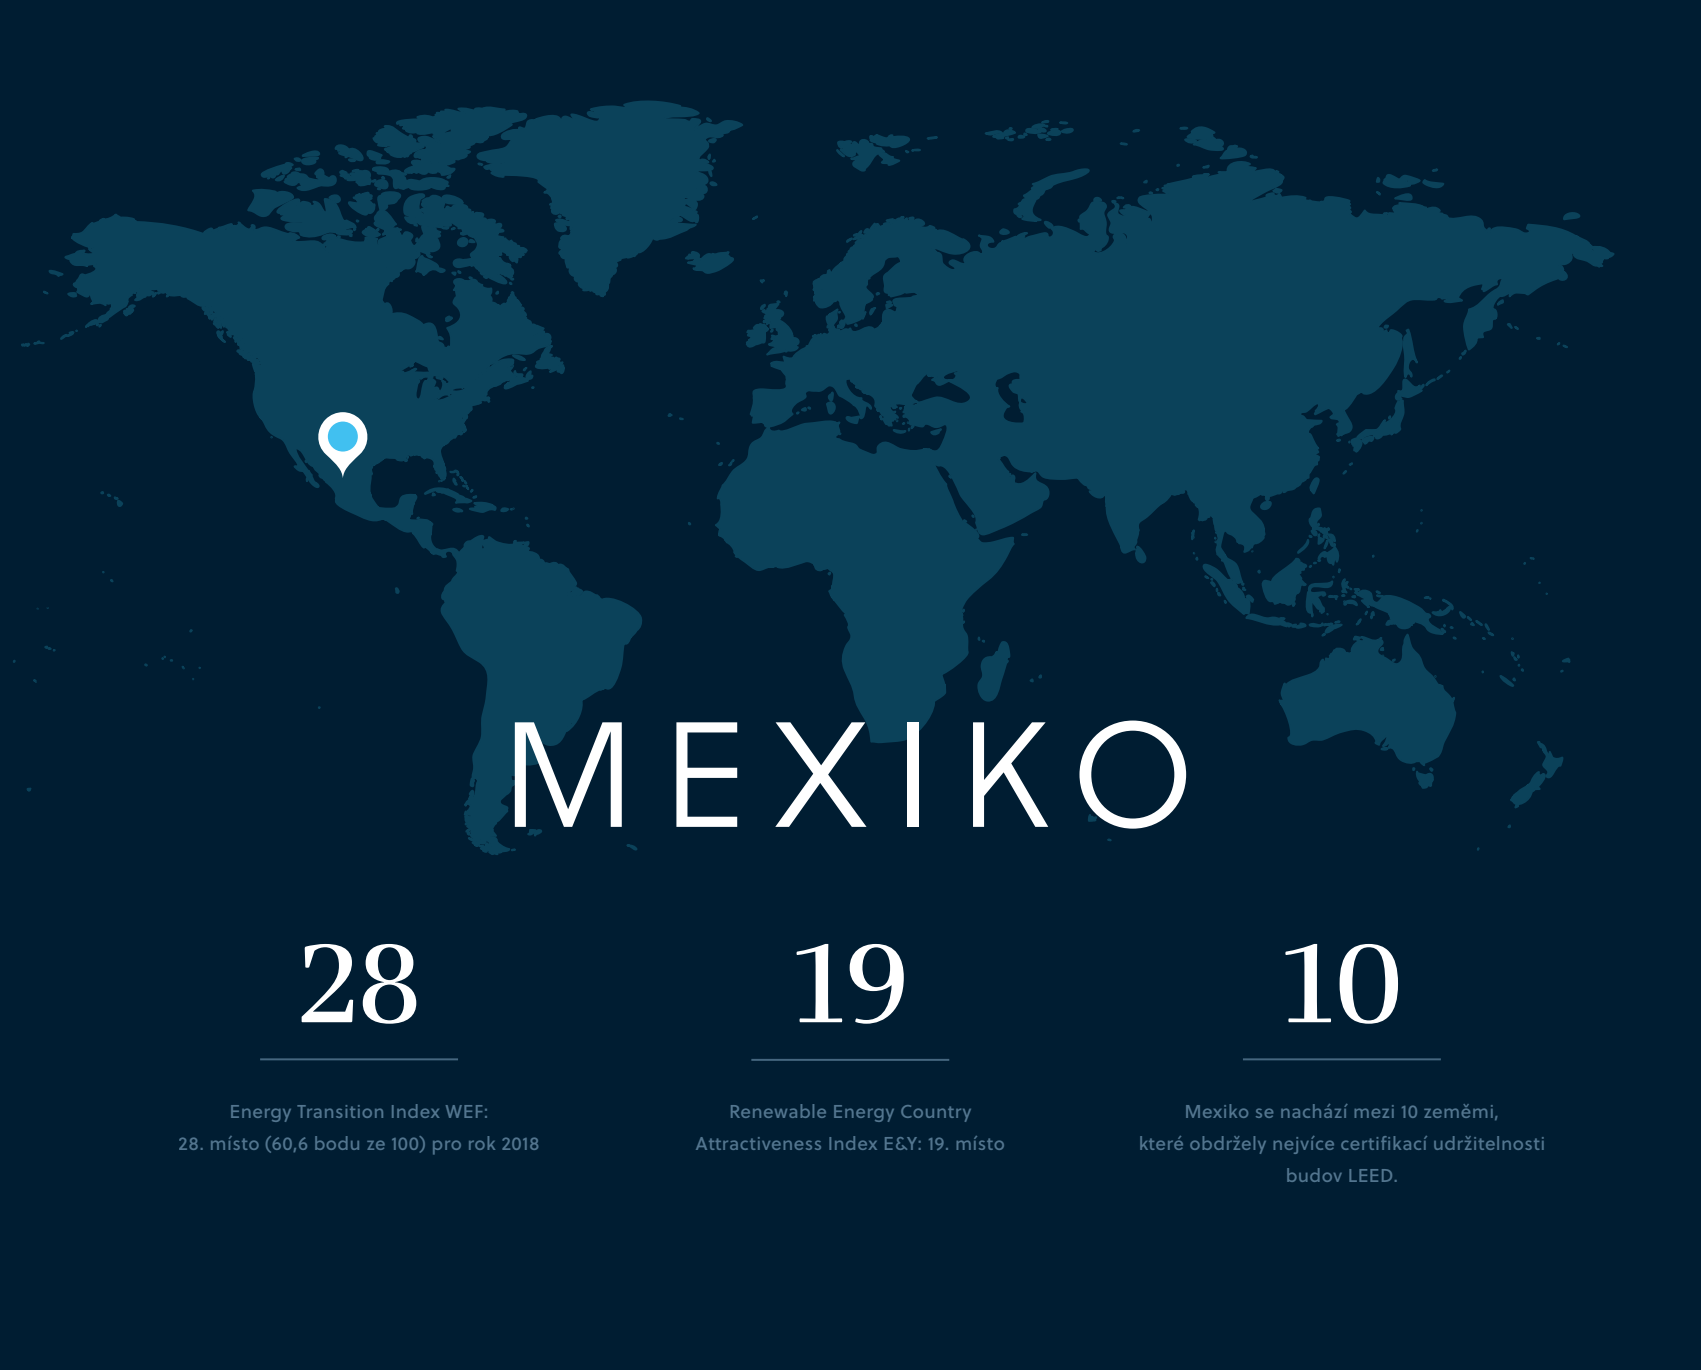 MEXIKO
28
Energy Transition Index WEF:
28. místo (60,6 bodu ze 100) pro rok 2018
19
Renewable Energy Country
Attractiveness Index E&Y: 19. místo
10
Mexiko se nachází mezi 10 zeměmi,
které obdržely nejvíce certifikací udržitelnosti
budov LEED.